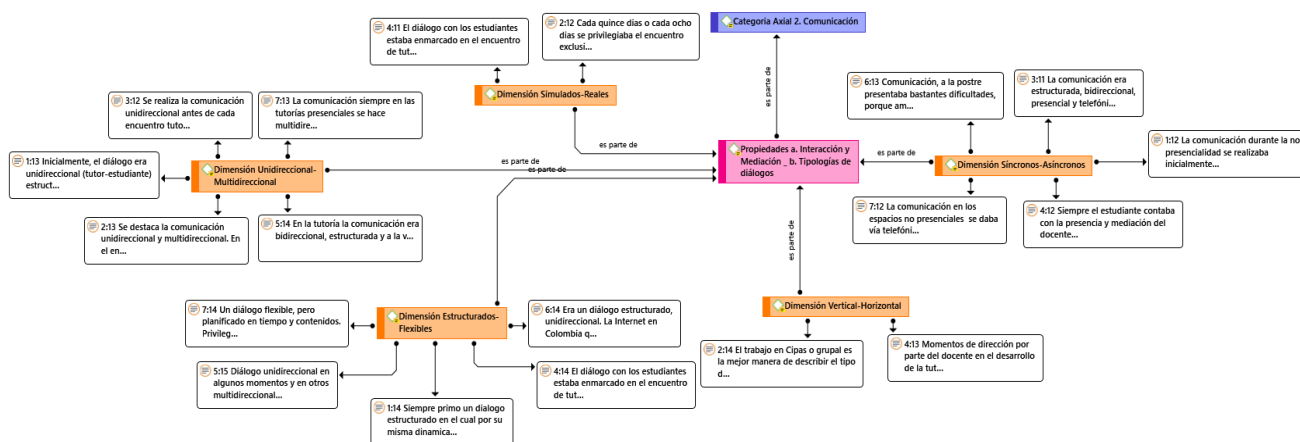 Categoria Axial 2. Comunicación
es parte de
4:11 El diálogo con los estudiantes
estaba enmarcado en el encuentro
de tut...
2:12 Cada quince dias o cada ocho
dias se privilegiaba el encuentro
exclusi...
Dimensión Simulados-Reales
es parte de
3:12 Se realiza la comunicación
unidireccional antes de cada
encuentro tuto...
7:13 La comunicación siempre en las
tutorías presenciales se hace
multidire...
1:13 Inicialmente, el diálogo era
unidireccional (tutor-estudiante)
estruct...
Dimensión Unidireccional-
Multidireccional
es parte de
2:13 Se destaca la comunicación
unidireccional y multidireccional. En
el en...
5:14 En la tutoría la comunicación era
bidireccional, estructurada y a la v...
Propiedades a. Interacción y
Mediación _ b. Tipologías de
diálogos
6:13 Comunicación, a la postre
presentaba bastantes dificultades,
porque am...
3:11 La comunicación era
estructurada, bidireccional,
presencial y telefóni...
1:12 La comunicación durante la no
presencialidad se realizaba
inicialmente...
es parte de
Dimensión Síncronos-Asíncronos
7:12 La comunicación en los
espacios no presenciales se daba
vía telefóni...
4:12 Siempre el estudiante contaba
con la presencia y mediación del
docente...
es parte de
es parte de
Dimensión Vertical-Horizontal
2:14 El trabajo en Cipas o grupal es
la mejor manera de describir el tipo
d...
4:13 Momentos de dirección por
parte del docente en el desarrollo
de la tut...
7:14 Un diálogo flexible, pero
planificado en tiempo y contenidos.
Privileg...
Dimensión Estructurados-
Flexibles
6:14 Era un diálogo estructurado,
unidireccional. La Internet en
Colombia q...
5:15 Diálogo unidireccional en
algunos momentos y en otros
multidireccional...
1:14 Siempre primo un dialogo
estructurado en el cual por su
misma dinamica...
4:14 El diálogo con los estudiantes
estaba enmarcado en el encuentro
de tut...